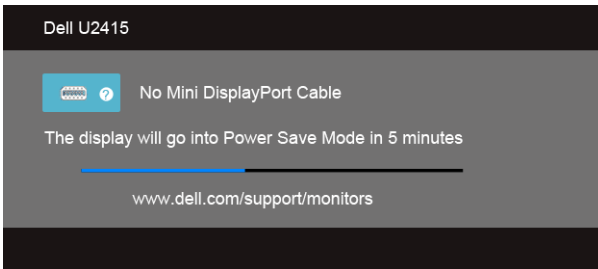 Dell U2415
? No Mini DisplayPort Cable
The display will go into Power Save Mode in 5 minutes
www.dell.com/support/monitors